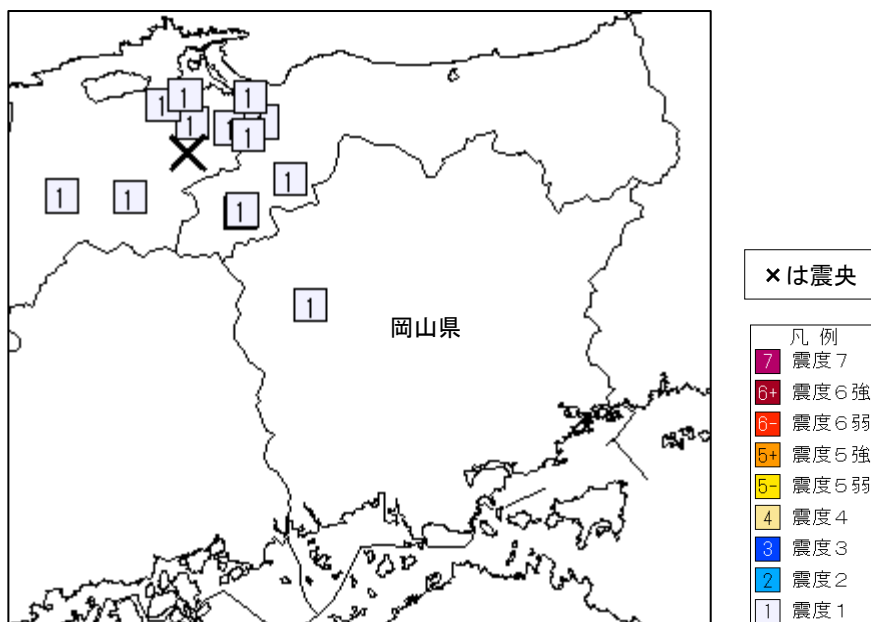 1
1
1
1
1
1
1
1
1
1
1
1
岡山県
×は震央
凡 例
7 震度７
6+ 震度６強
6- 震度６弱
5+ 震度５強
5- 震度５弱
4 震度４
3 震度３
2 震度２
1 震度１